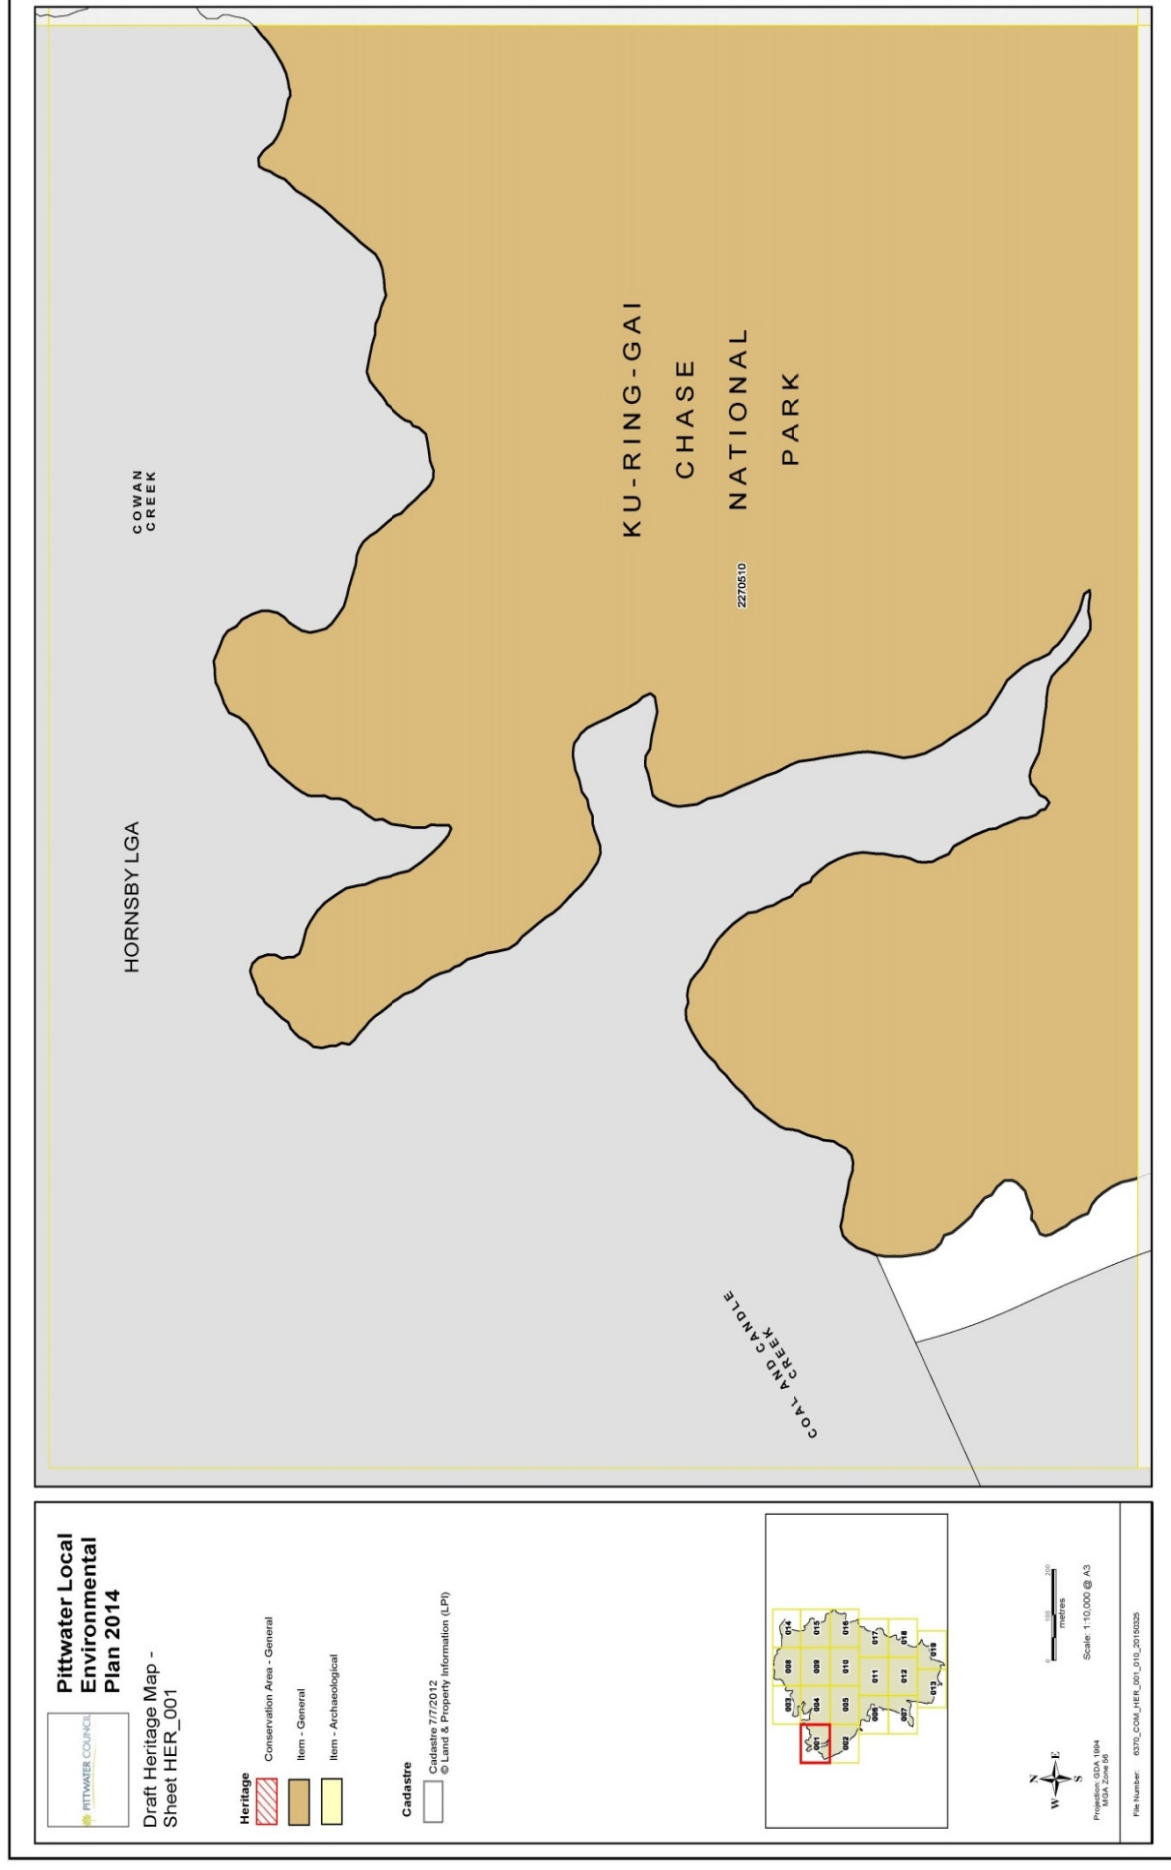 PITTWATER COUNCIL
Pittwater Local
Environmental
Plan 2014
Draft Heritage Map -
Sheet HER_001
Heritage
Conservation Area - General
Item - General
Item - Archaeological
Cadastre
Cadastre 7/7/2012
© Land & Property Information (LPI)
003 008 014
001 004 009 015
002 005 010 016
006 011 017
007 012 018
013 019
N
W E
S
Projection: GDA 1994
MGA Zone 56
0 100 200
metres
Scale: 1:10,000 @ A3
File Number: 6370_COM_HER_001_010_20150325
HORNSBY LGA
COWAN
CREEK
KU-RING-GAI
CHASE
NATIONAL
PARK
2270510
COAL AND CANDLE
CREEK